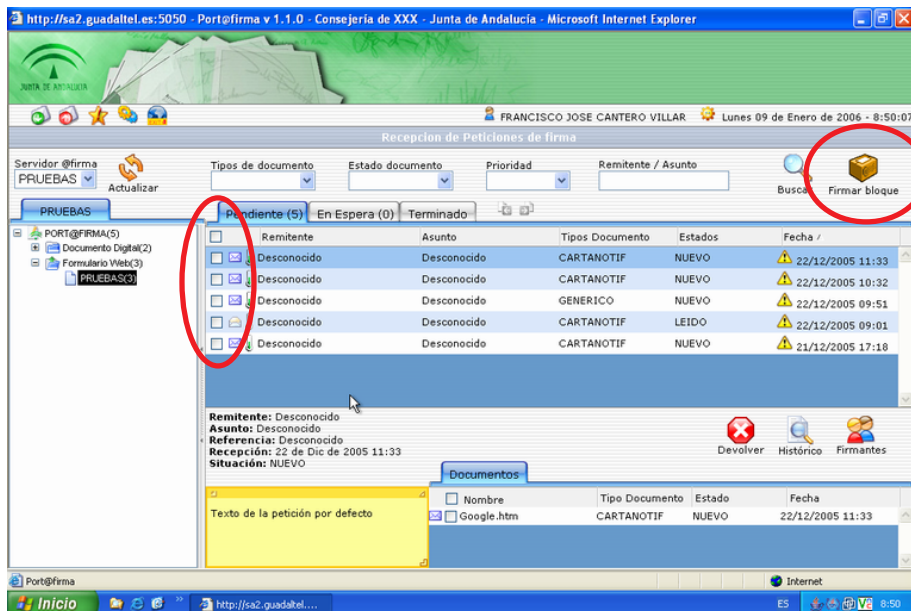 http://sa2.guadaltel.es:5050 - Port@firma v 1.1.0 - Consejería de XXX - Junta de Andalucía - Microsoft Internet Explorer
JUNTA DE ANDALUCIA
FRANCISCO JOSE CANTERO VILLAR Lunes 09 de Enero de 2006 - 8:50:07
Recepcion de Peticiones de firma
Servidor @firma Tipos de documento Estado documento Prioridad Remitente / Asunto
PRUEBAS Actualizar Buscar Firmar bloque
PRUEBAS Pendiente (5) En Espera (0) Terminado
PORT@FIRMA(5) Remitente Asunto Tipos Documento Estados Fecha
Documento Digital(2) Desconocido Desconocido CARTANOTIF NUEVO 22/12/2005 11:33
Formulario Web(3)
PRUEBAS(3) Desconocido Desconocido CARTANOTIF NUEVO 22/12/2005 10:32
Desconocido Desconocido GENERICO NUEVO 22/12/2005 09:51
Desconocido Desconocido CARTANOTIF LEIDO 22/12/2005 09:01
Desconocido Desconocido CARTANOTIF NUEVO 21/12/2005 17:18
Remitente: Desconocido
Asunto: Desconocido
Referencia: Desconocido
Recepción: 22 de Dic de 2005 11:33
Situación: NUEVO
Devolver Histórico Firmantes
Documentos
Nombre Tipo Documento Estado Fecha
Texto de la petición por defecto
Google.htm CARTANOTIF NUEVO 22/12/2005 11:33
Port@firma Internet
Inicio http://sa2.guadaltel.... ES 8:50